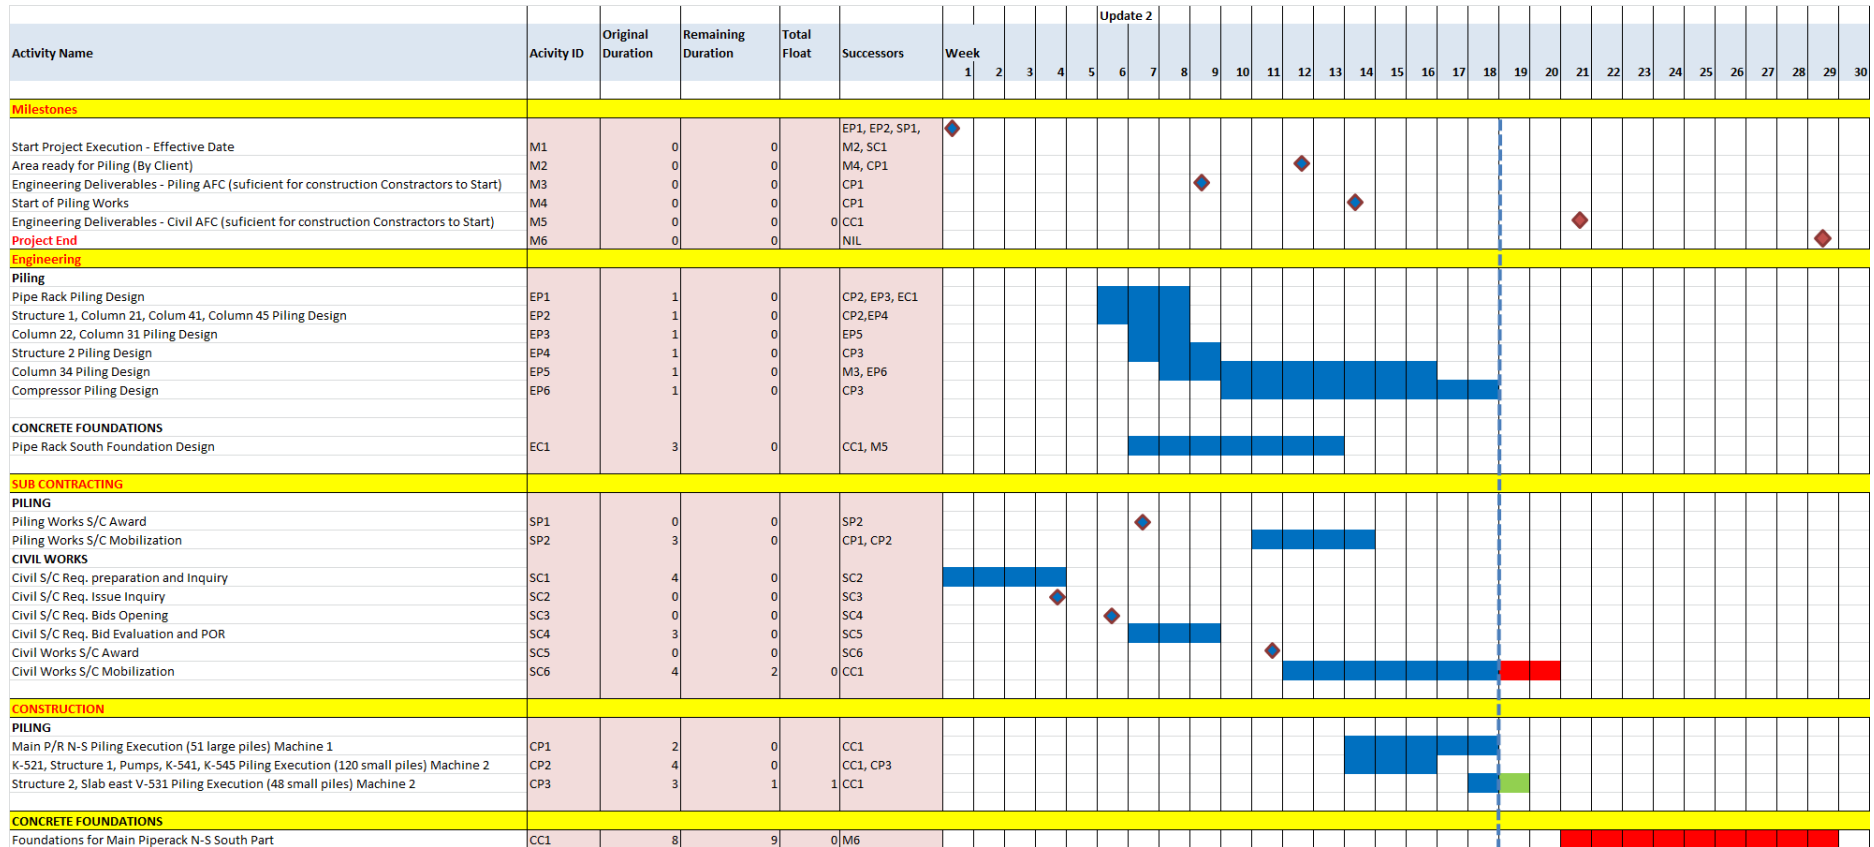 Update 2
Original Remaining Total
Activity Name Acivity ID Duration Duration Float Successors Week
1 2 3 4 5 6 7 8 9 10 11 12 13 14 15 16 17 18 19 20 21 22 23 24 25 26 27 28 29 30
Milestones
EP1, EP2, SP1,
Start Project Execution - Effective Date M1 0 0 M2, SC1
Area ready for Piling (By Client) M2 0 0 M4, CP1
Engineering Deliverables - Piling AFC (suficient for construction Constractors to Start) M3 0 0 CP1
Start of Piling Works M4 0 0 CP1
Engineering Deliverables - Civil AFC (suficient for construction Constractors to Start) M5 0 0 0 CC1
Project End M6 0 0 NIL
Engineering
Piling
Pipe Rack Piling Design EP1 1 0 CP2, EP3, EC1
Structure 1, Column 21, Colum 41, Column 45 Piling Design EP2 1 0 CP2,EP4
Column 22, Column 31 Piling Design EP3 1 0 EP5
Structure 2 Piling Design EP4 1 0 CP3
Column 34 Piling Design EP5 1 0 M3, EP6
Compressor Piling Design EP6 1 0 CP3
CONCRETE FOUNDATIONS
Pipe Rack South Foundation Design EC1 3 0 CC1, M5
SUB CONTRACTING
PILING
Piling Works S/C Award SP1 0 0 SP2
Piling Works S/C Mobilization SP2 3 0 CP1, CP2
CIVIL WORKS
Civil S/C Req. preparation and Inquiry SC1 4 0 SC2
Civil S/C Req. Issue Inquiry SC2 0 0 SC3
Civil S/C Req. Bids Opening SC3 0 0 SC4
Civil S/C Req. Bid Evaluation and POR SC4 3 0 SC5
Civil Works S/C Award SC5 0 0 SC6
Civil Works S/C Mobilization SC6 4 2 0 CC1
CONSTRUCTION
PILING
Main P/R N-S Piling Execution (51 large piles) Machine 1 CP1 2 0 CC1
K-521, Structure 1, Pumps, K-541, K-545 Piling Execution (120 small piles) Machine 2 CP2 4 0 CC1, CP3
Structure 2, Slab east V-531 Piling Execution (48 small piles) Machine 2 CP3 3 1 1 CC1
CONCRETE FOUNDATIONS
Foundations for Main Piperack N-S South Part CC1 8 9 0 M6